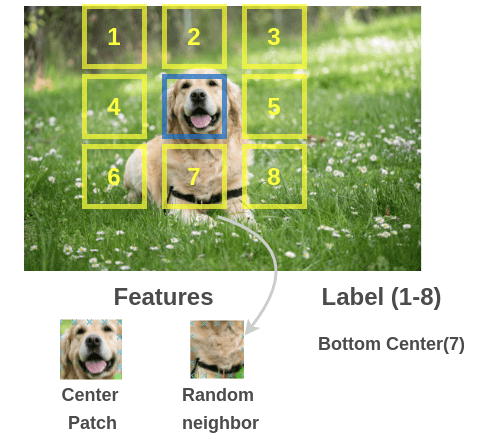 1 2 3
4 5
6 7 8
Features Label (1-8)
Bottom Center(7)
Center Random
Patch neighbor